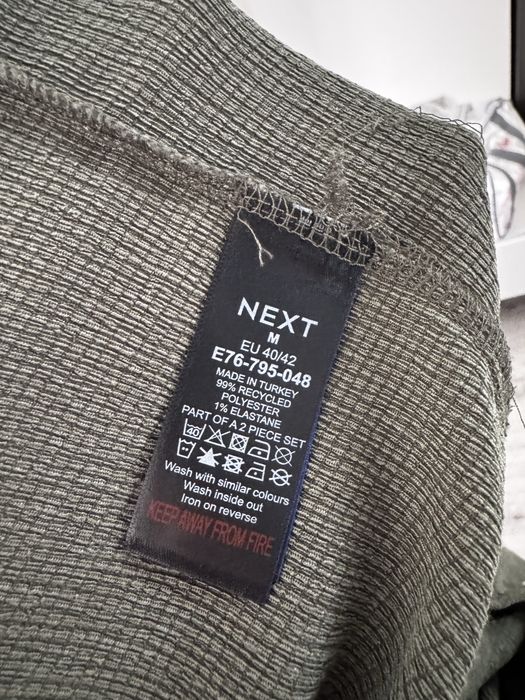 NEXT
M
EU 40/42
E76-795-048
MADE IN TURKEY
99% RECYCLED
POLYESTER
1% ELASTANE
PART OF A 2 PIECE SET
40
Wash with similar colours
Wash inside out
Iron on reverse
KEEP AWAY FROM FIRE